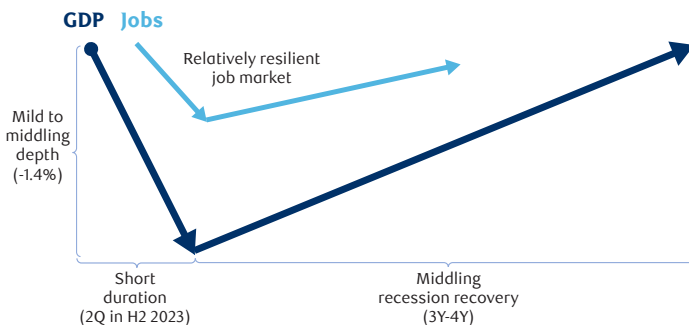 GDP Jobs
Relatively resilient
job market
Mild to
middling
depth
(-1.4%)
Short
duration
(2Q in H2 2023)
Middling
recession recovery
(3Y-4Y)